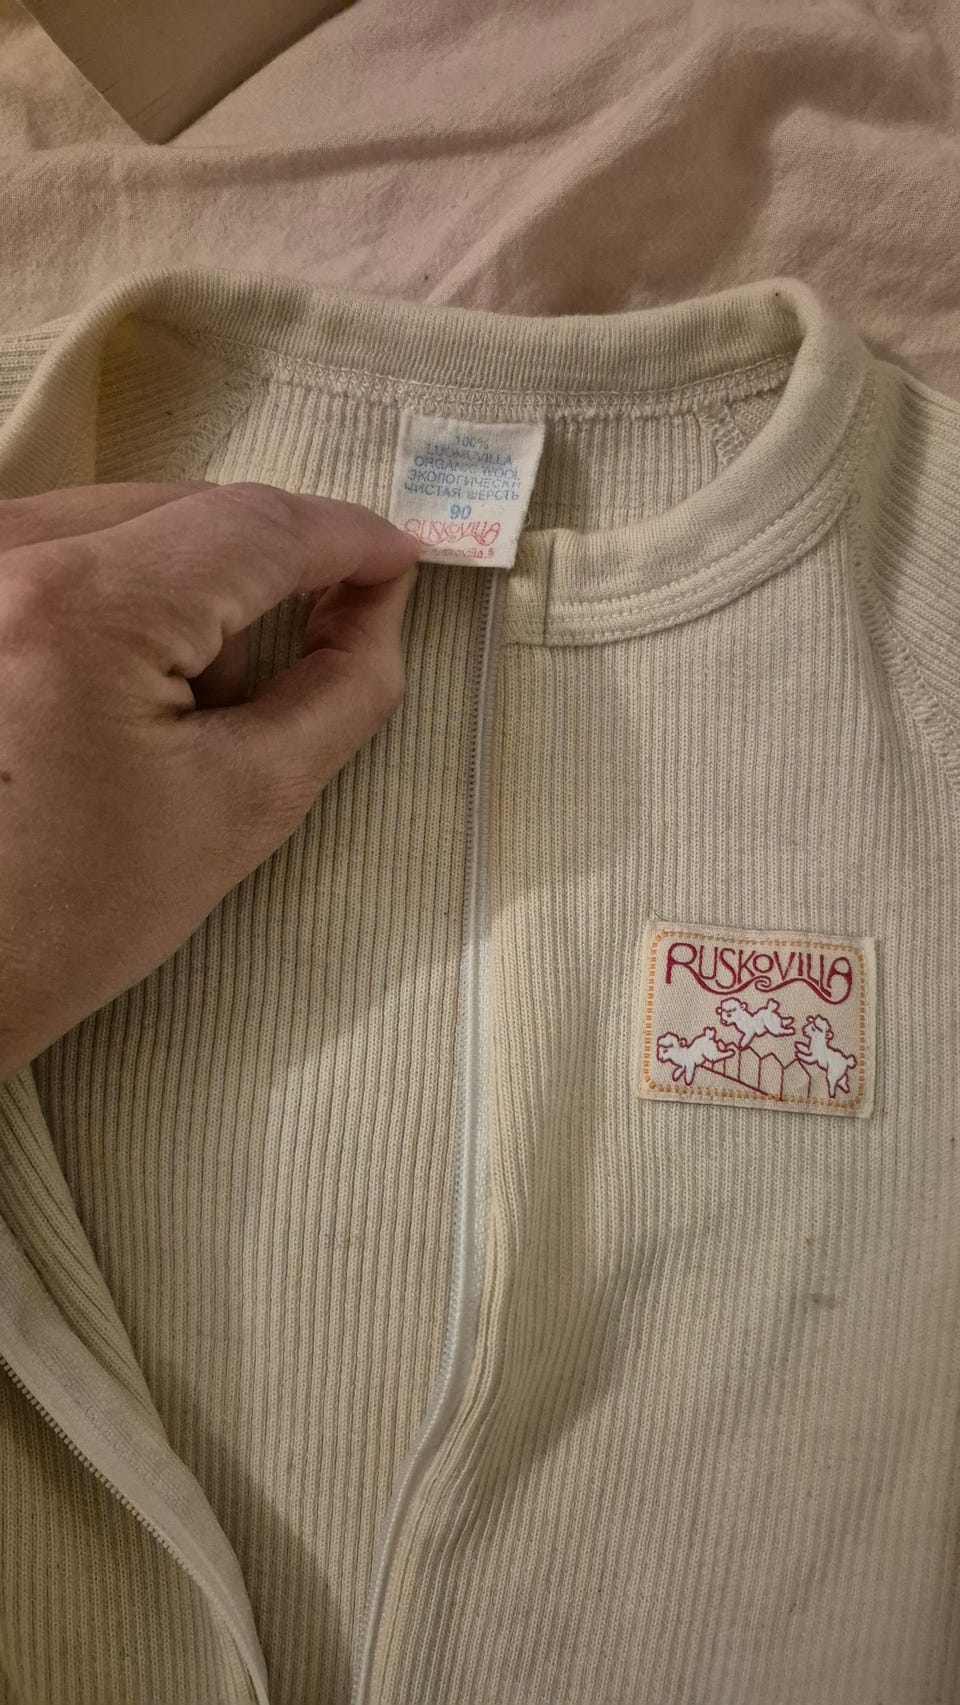 100%
LUOMUVILLA
ORGANIC WOOL
ЭКОЛОГИЧЕСКИ
ЧИСТАЯ ШЕРСТЬ
90
RUSKOVILLA
RUSKOVILLA